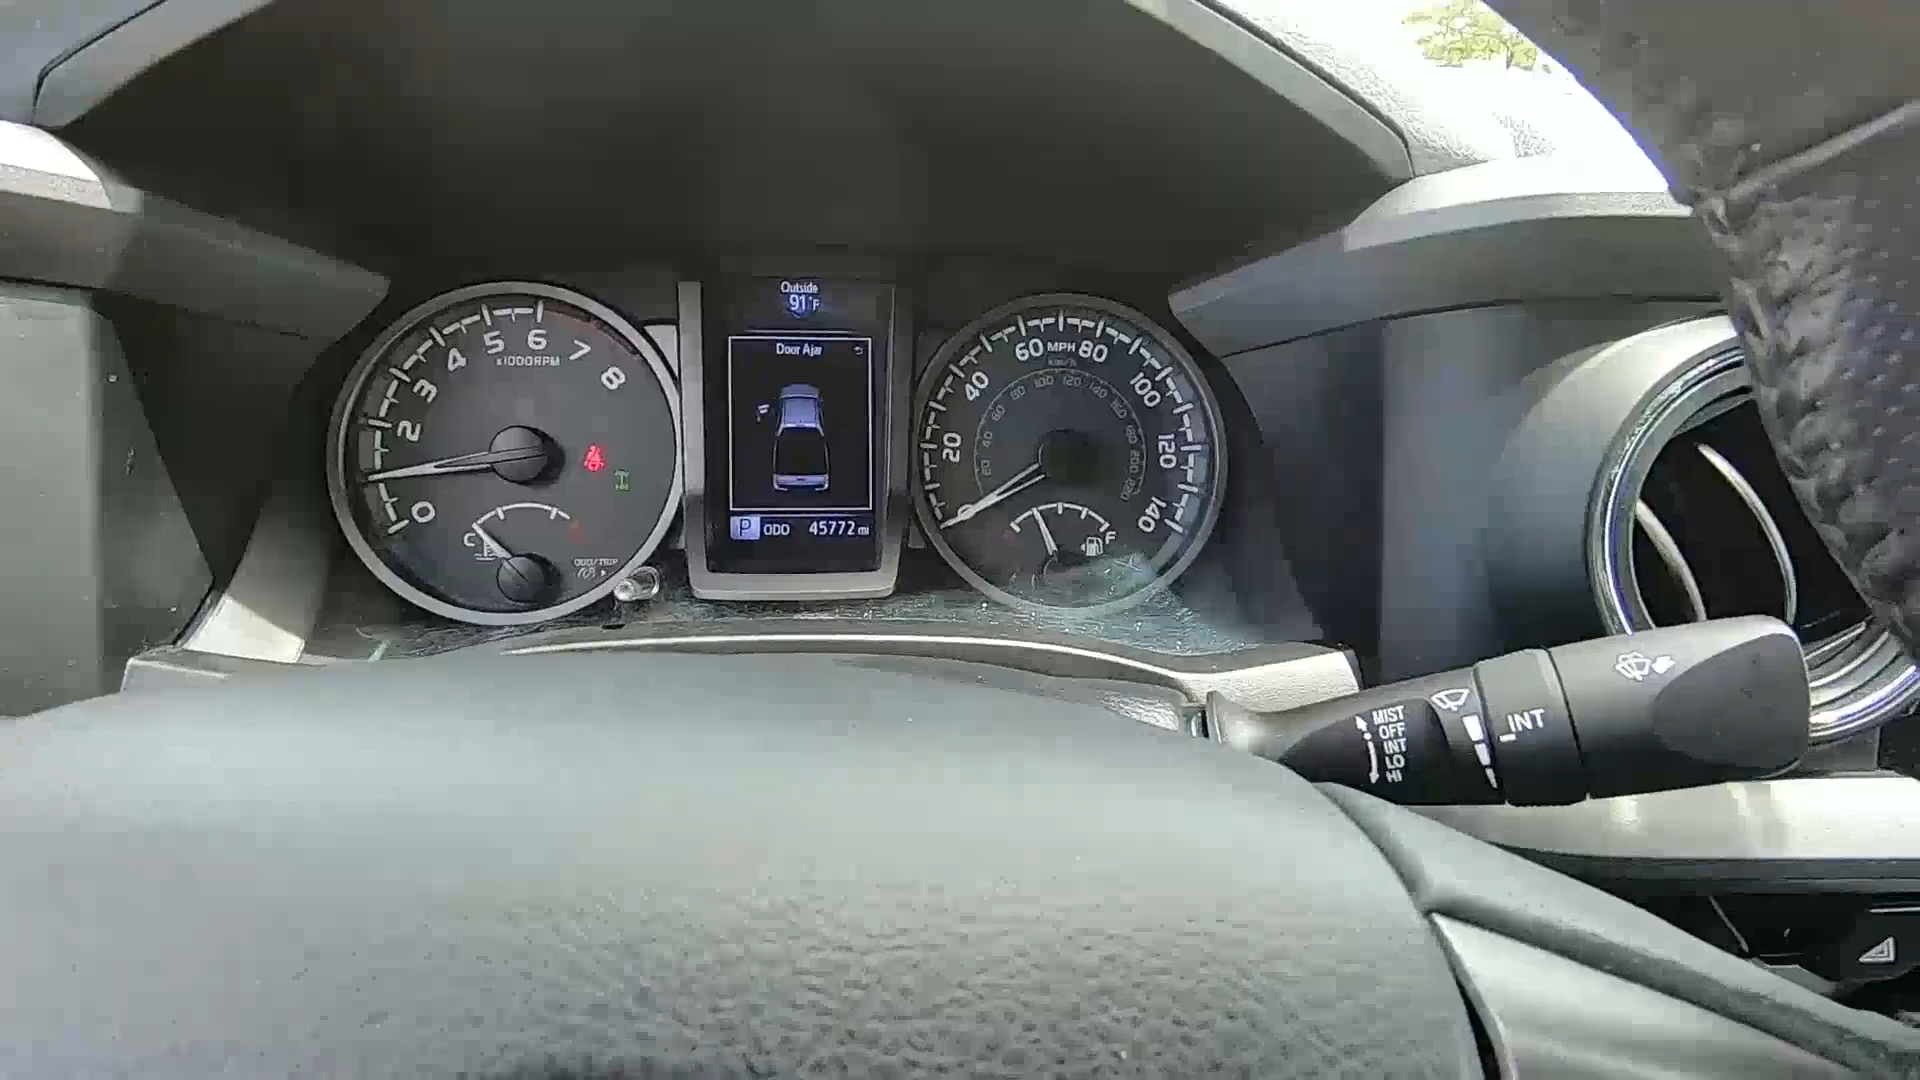 Outside
91°F
Door Ajar
P ODO 45772 mi
0 2 3 4 5 6 7 8
x1000RPM
C
ODO/TRIP
0 20 40 60 80 100 120 140
MPH
km/h
20 40 60 80 100 120 140 160 180 200 220
F
MIST
OFF
INT
LO
HI
INT